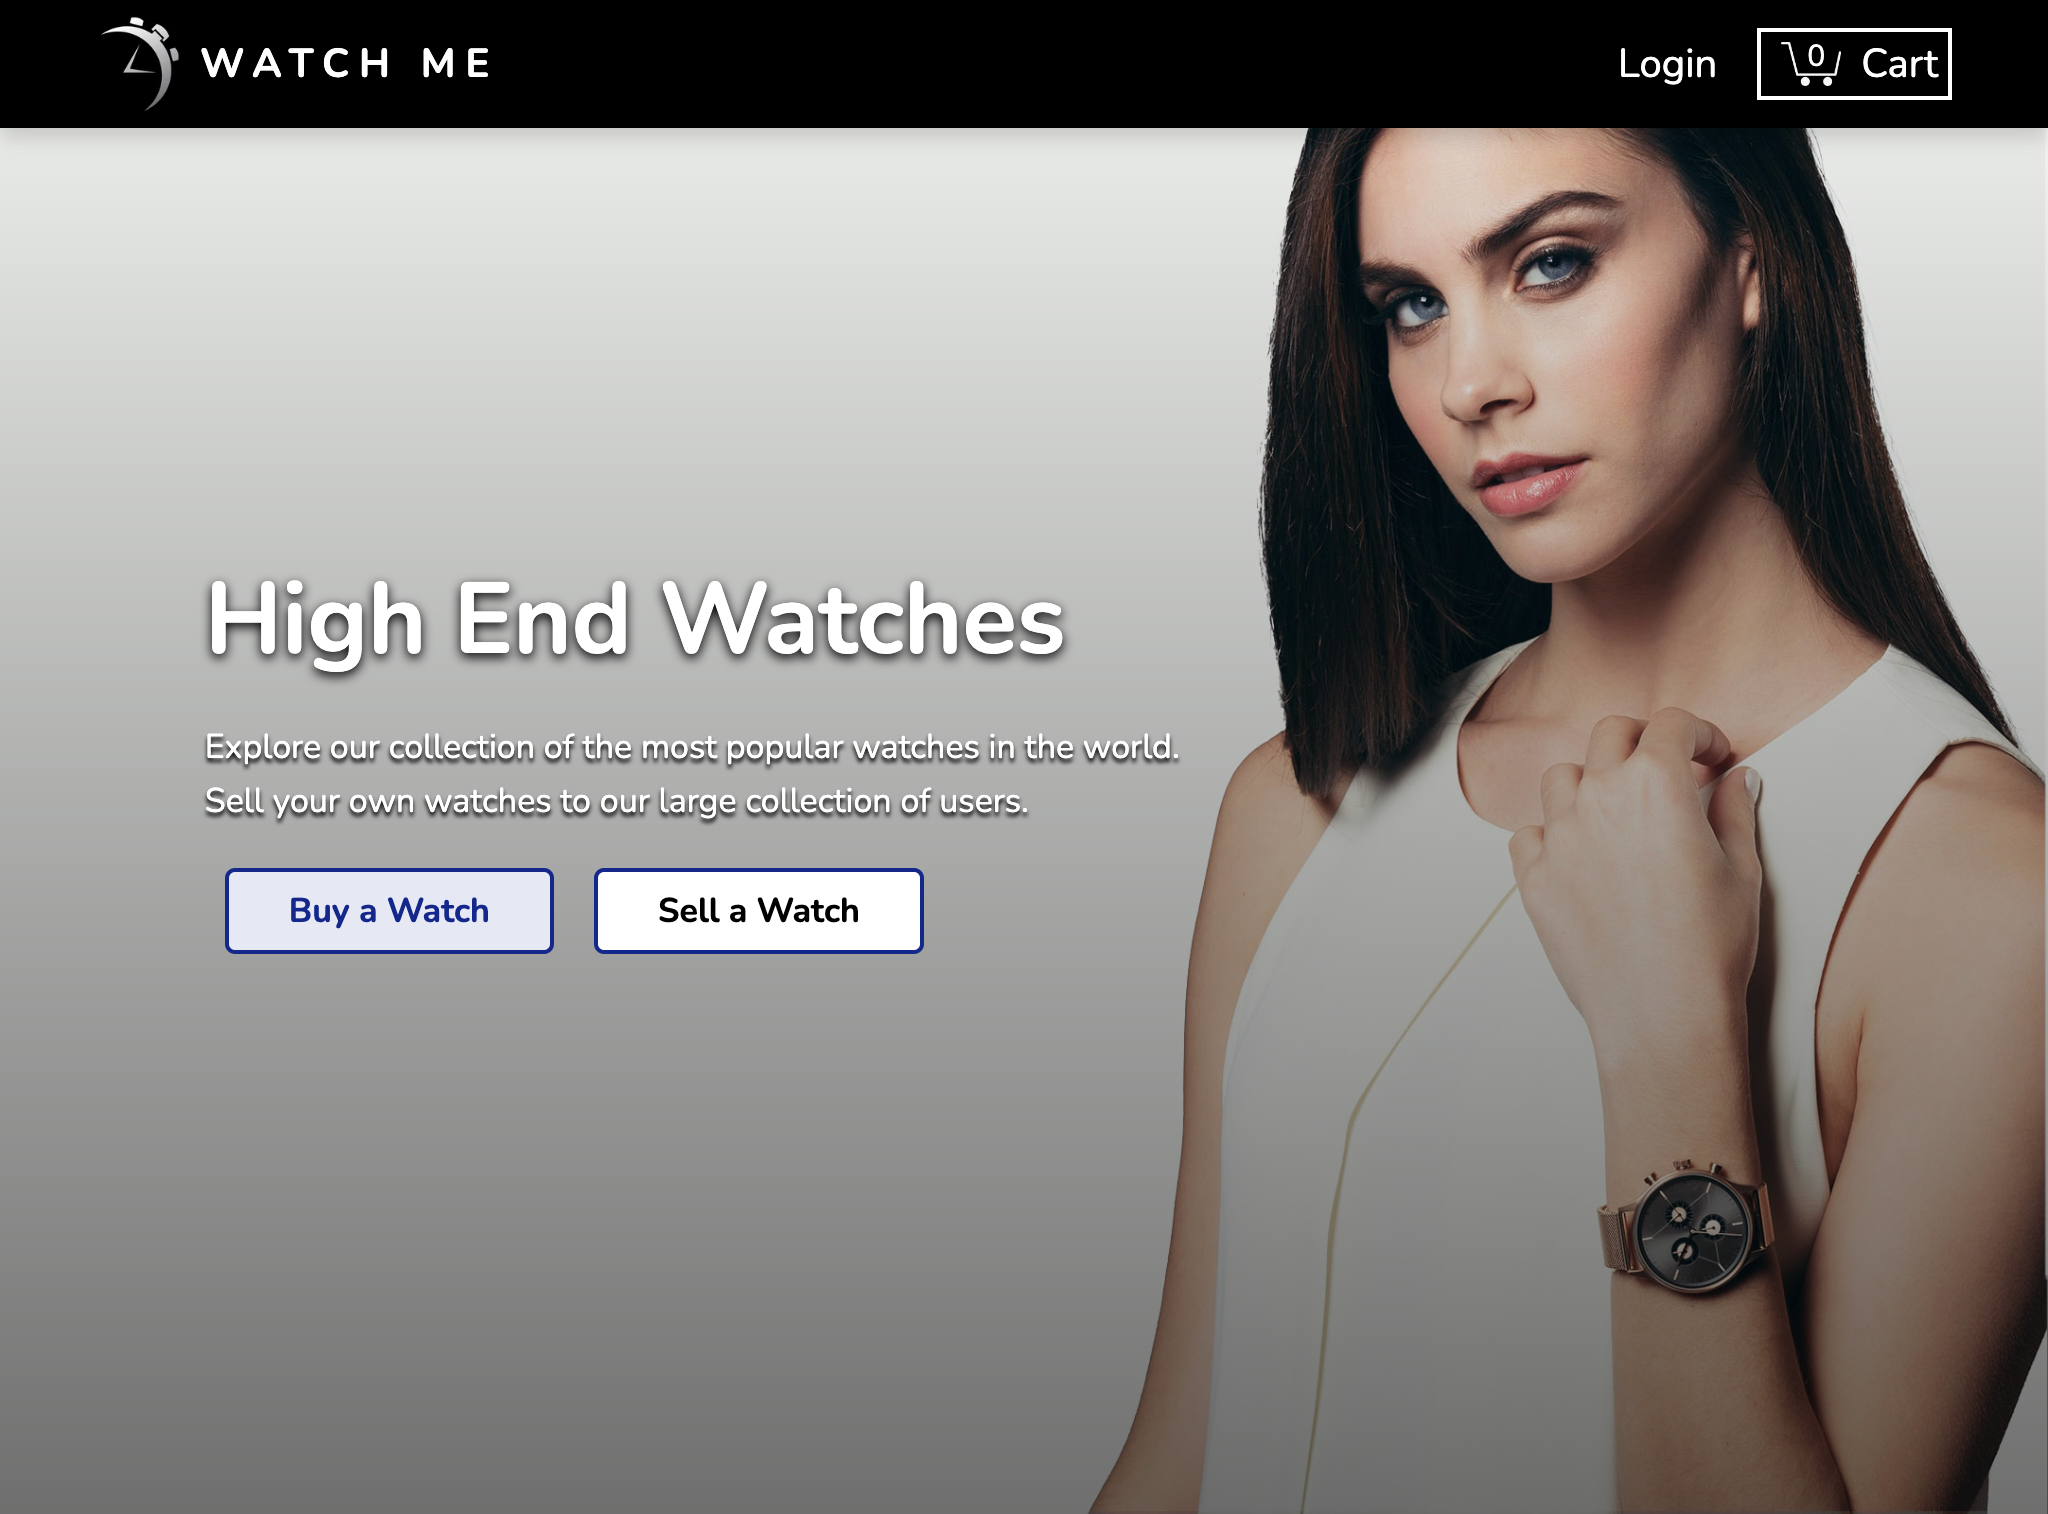 WATCH ME
Login
0
Cart
High End Watches
Explore our collection of the most popular watches in the world.
Sell your own watches to our large collection of users.
Buy a Watch
Sell a Watch